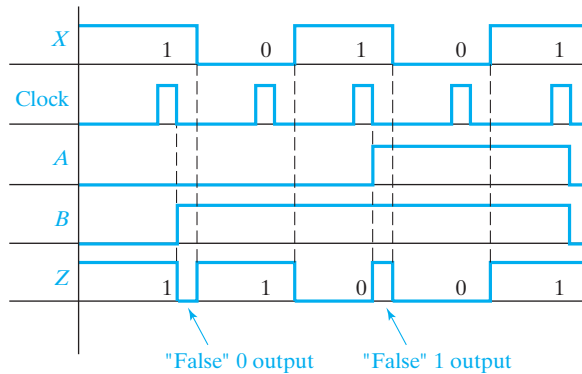 X 1 0 1 0 1
Clock
A
B
Z 1 1 0 0 1
"False" 0 output "False" 1 output